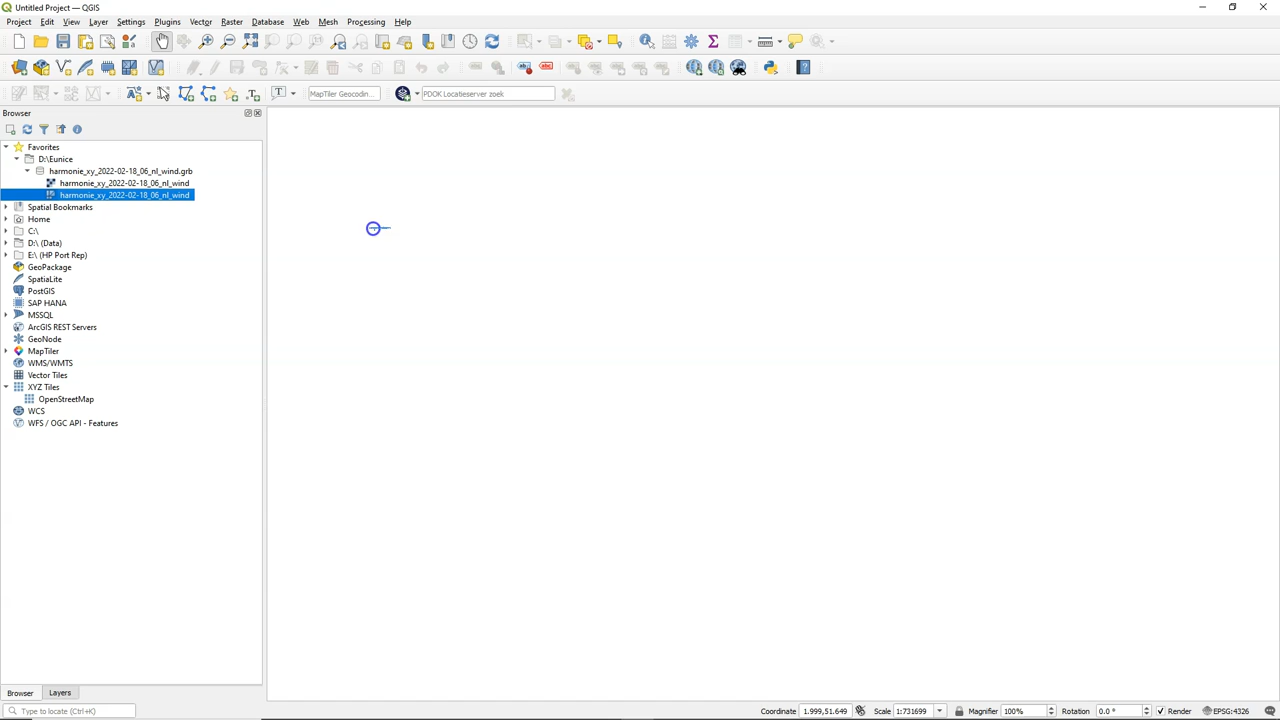 Untitled Project — QGIS
Project Edit View Layer Settings Plugins Vector Raster Database Web Mesh Processing Help
MapTiler Geocodin...
PDOK Locatieserver zoek
Browser
Favorites
D:\Eunice
harmonie_xy_2022-02-18_06_nl_wind.grb
harmonie_xy_2022-02-18_06_nl_wind
harmonie_xy_2022-02-18_06_nl_wind
Spatial Bookmarks
Home
C:\
D:\ (Data)
E:\ (HP Port Rep)
GeoPackage
SpatiaLite
PostGIS
SAP HANA
MSSQL
ArcGIS REST Servers
GeoNode
MapTiler
WMS/WMTS
Vector Tiles
XYZ Tiles
OpenStreetMap
WCS
WFS / OGC API - Features
Browser Layers
Type to locate (Ctrl+K) Coordinate 1.999,51.649 Scale 1:731699 Magnifier 100% Rotation 0.0 ° Render EPSG:4326